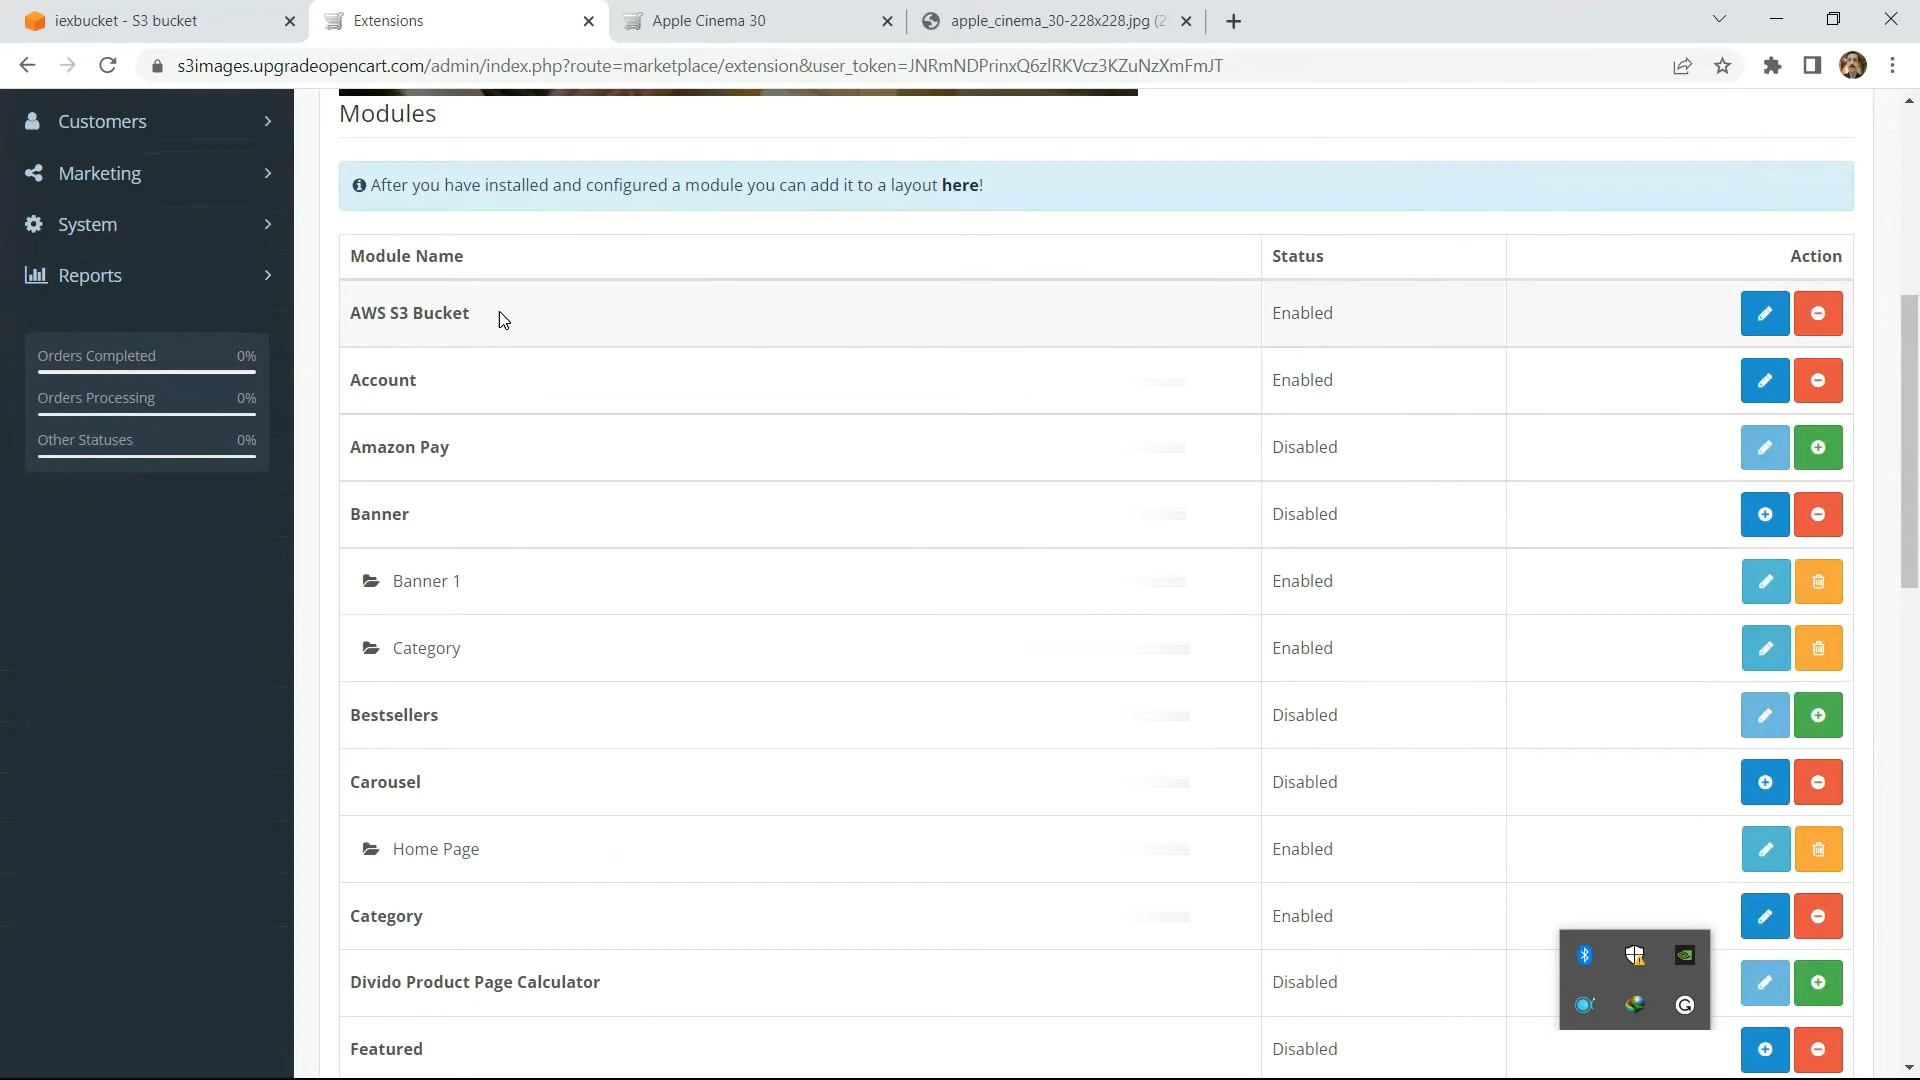 iexbucket - S3 bucket
Extensions
Apple Cinema 30
apple_cinema_30-228x228.jpg (2
s3images.upgradeopencart.com/admin/index.php?route=marketplace/extension&user_token=JNRmNDPrinxQ6zlRKVcz3KZuNzXmFmJT
Customers
Marketing
System
Reports
Orders Completed 0%
Orders Processing 0%
Other Statuses 0%
Modules
After you have installed and configured a module you can add it to a layout here!
Module Name Status Action
AWS S3 Bucket Enabled
Account Enabled
Amazon Pay Disabled
Banner Disabled
Banner 1 Enabled
Category Enabled
Bestsellers Disabled
Carousel Disabled
Home Page Enabled
Category Enabled
Divido Product Page Calculator Disabled
Featured Disabled